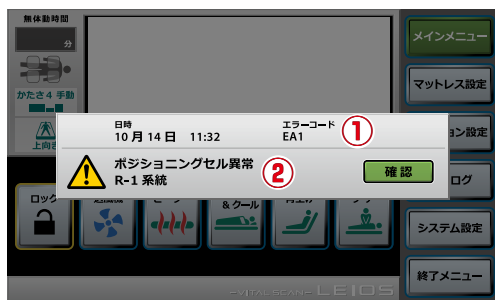 無体動時間
分
かたさ4 手動
上向き
ロック
メインメニュー
マットレス設定
ョン設定
ログ
システム設定
終了メニュー
日時
10月14日 11:32
エラーコード
EA1
①
ポジショニングセル異常
R-1 系統
②
確認
&クール
-VITAL SCAN- LEIOS